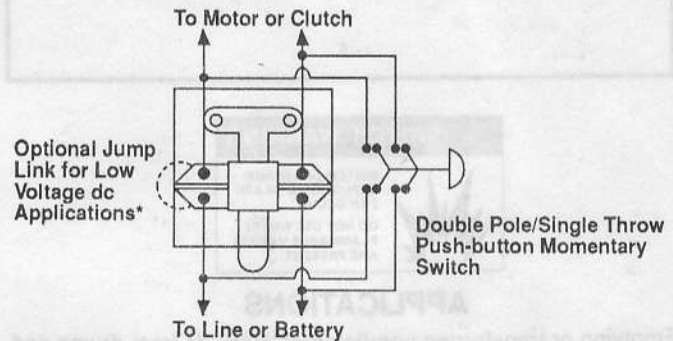 To Motor or Clutch
Optional Jump
Link for Low
Voltage dc
Applications*
Double Pole/Single Throw
Push-button Momentary
Switch
To Line or Battery